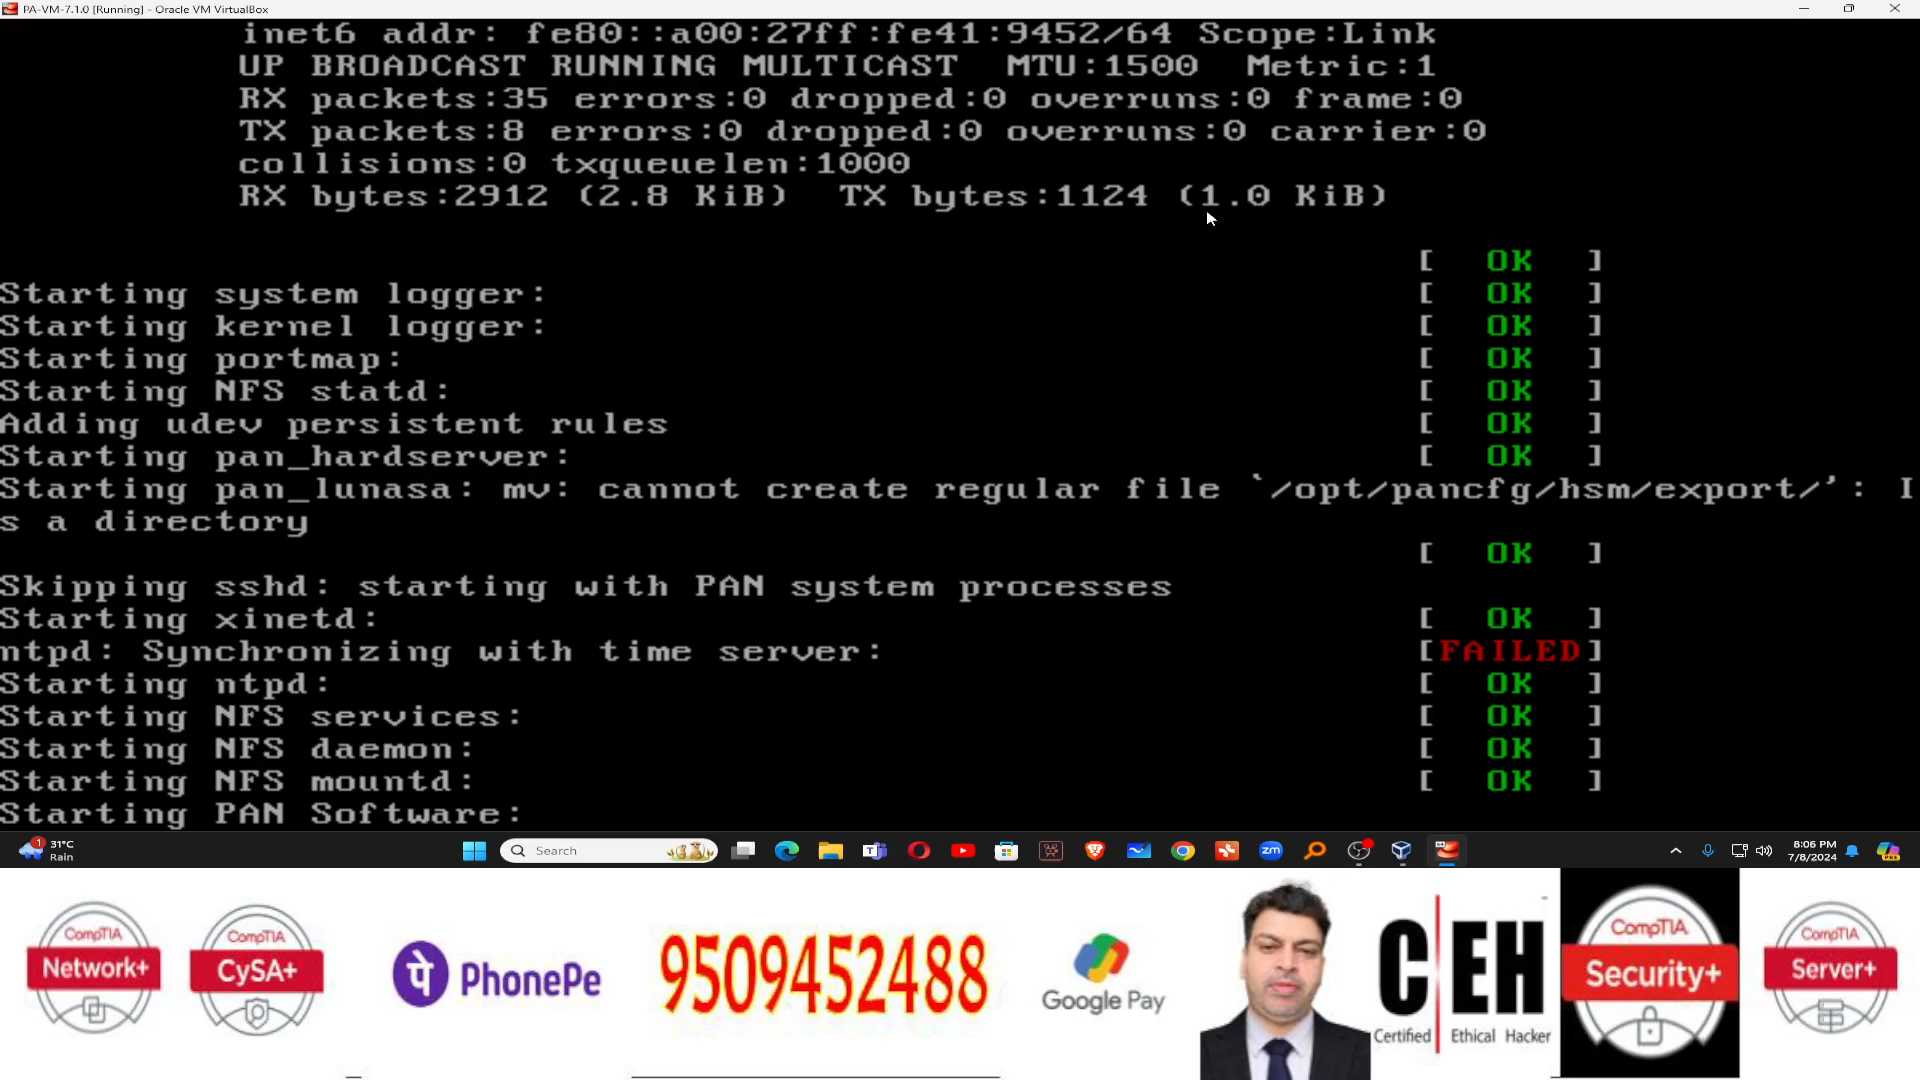 PA-VM-7.1.0 [Running] - Oracle VM VirtualBox
inet6 addr: fe80::a00:27ff:fe41:9452/64 Scope:Link
UP BROADCAST RUNNING MULTICAST  MTU:1500  Metric:1
RX packets:35 errors:0 dropped:0 overruns:0 frame:0
TX packets:8 errors:0 dropped:0 overruns:0 carrier:0
collisions:0 txqueuelen:1000
RX bytes:2912 (2.8 KiB)  TX bytes:1124 (1.0 KiB)
[  OK  ]
Starting system logger: [  OK  ]
Starting kernel logger: [  OK  ]
Starting portmap: [  OK  ]
Starting NFS statd: [  OK  ]
Adding udev persistent rules [  OK  ]
Starting pan_hardserver: [  OK  ]
Starting pan_lunasa: mv: cannot create regular file `/opt/pancfg/hsm/export/': I
s a directory
[  OK  ]
Skipping sshd: starting with PAN system processes
Starting xinetd: [  OK  ]
ntpd: Synchronizing with time server: [FAILED]
Starting ntpd: [  OK  ]
Starting NFS services: [  OK  ]
Starting NFS daemon: [  OK  ]
Starting NFS mountd: [  OK  ]
Starting PAN Software:
1
31°C
Rain
Search
zm
8:06 PM
7/8/2024
CompTIA
Network+
CompTIA
CySA+
पे PhonePe
9509452488
Google Pay
C|EH
Certified Ethical Hacker
CompTIA
Security+
CompTIA
Server+